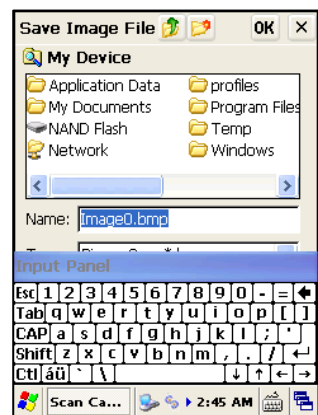 Save Image File OK ×
My Device
Application Data profiles
My Documents Program Files
NAND Flash Temp
Network Windows
Name: Image0.bmp
Input Panel
Esc 1 2 3 4 5 6 7 8 9 0 - =
Tab q w e r t y u i o p [ ]
CAP a s d f g h j k l ; '
Shift z x c v b n m , . /
Ctl áü ` \
Scan Ca... 2:45 AM